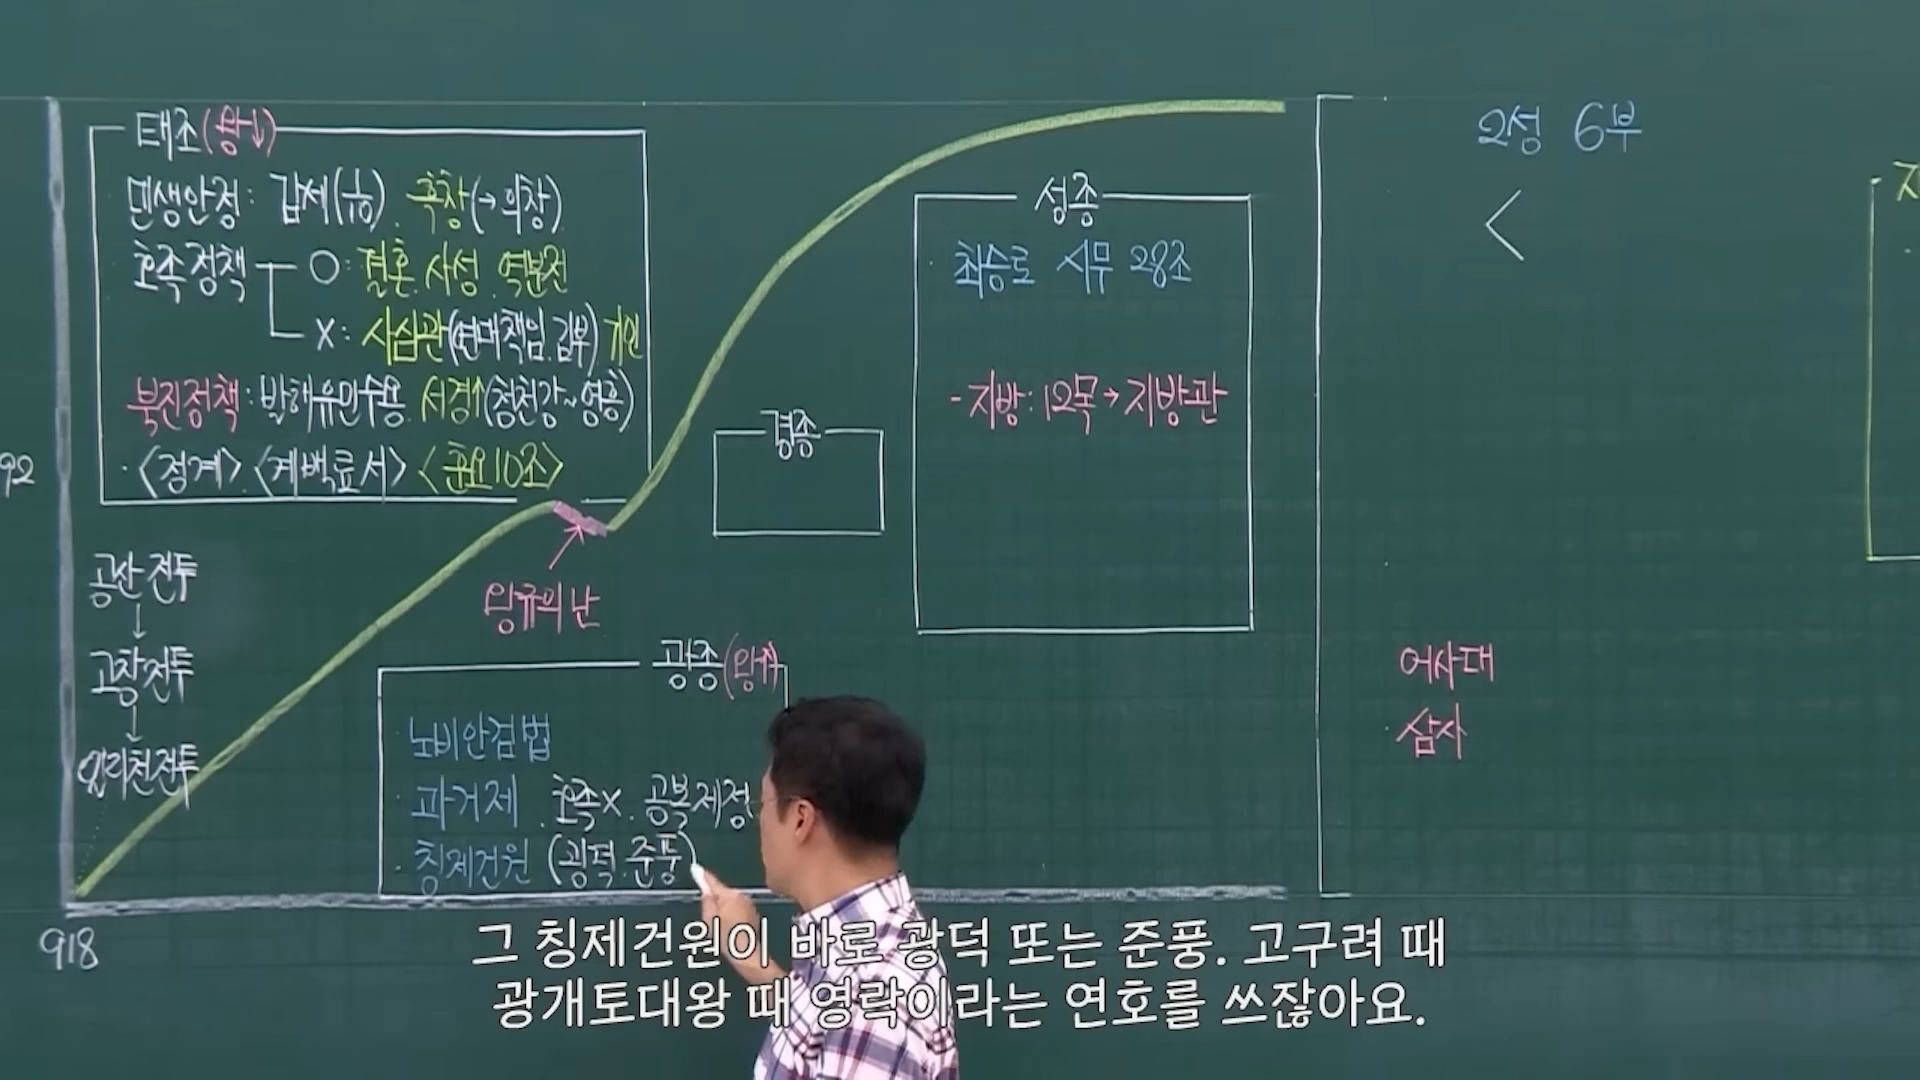 태조(왕↓)
민생안정: 감세(1/10). 흑창(→의창).
호족정책 ○: 결혼. 사성. 역분전
X: 사심관(연대책임. 김부) 기인
북진정책: 발해유민수용. 서경↑(청천강~영흥)
·<정계>. <계백료서> <훈요10조>
92
공산전투
↓
고창전투
↓
일리천전투
918
왕규의 난
광종(왕↑)
노비안검법
·과거제 . 호족X. 공복제정
·칭제건원 (광덕.준풍)
경종
성종
·최승로 시무 28조
-지방: 12목→지방관
2성 6부
<
어사대
·삼사
그 칭제건원이 바로 광덕 또는 준풍. 고구려 때
광개토대왕 때 영락이라는 연호를 쓰잖아요.